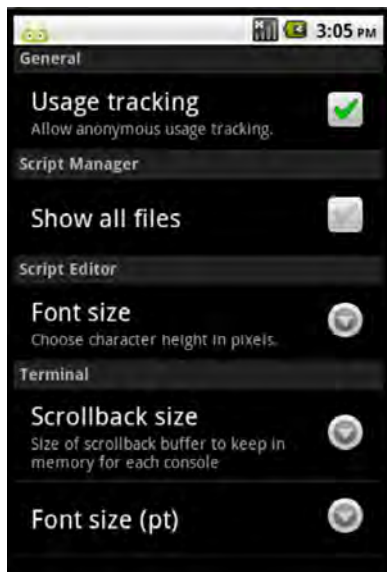 3:05 PM
General
Usage tracking
Allow anonymous usage tracking.
Script Manager
Show all files
Script Editor
Font size
Choose character height in pixels.
Terminal
Scrollback size
Size of scrollback buffer to keep in
memory for each console
Font size (pt)